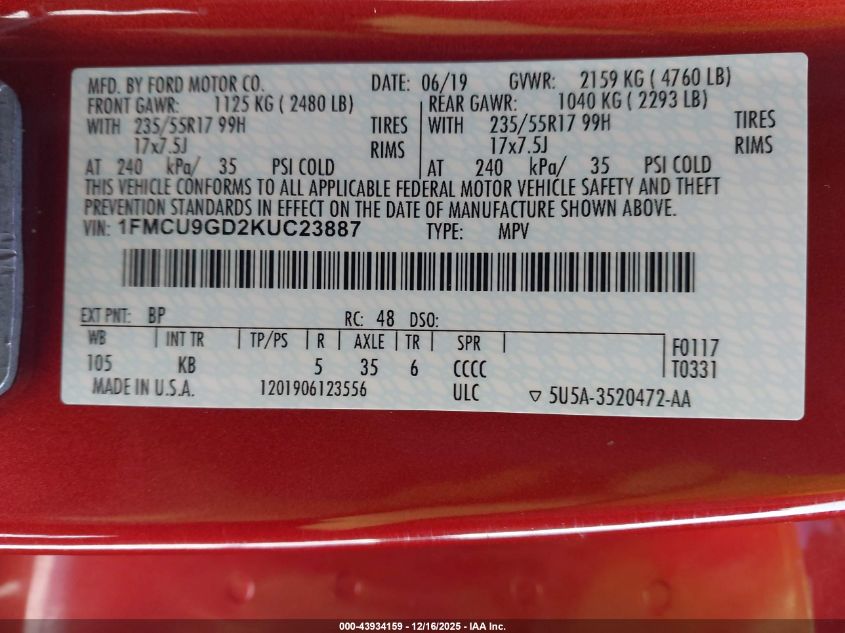 MFD. BY FORD MOTOR CO. DATE: 06/19 GVWR: 2159 KG ( 4760 LB)
FRONT GAWR: 1125 KG ( 2480 LB) REAR GAWR: 1040 KG ( 2293 LB)
WITH 235/55R17 99H TIRES WITH 235/55R17 99H TIRES
17x7.5J RIMS 17x7.5J RIMS
AT 240 kPa/ 35 PSI COLD AT 240 kPa/ 35 PSI COLD
THIS VEHICLE CONFORMS TO ALL APPLICABLE FEDERAL MOTOR VEHICLE SAFETY AND THEFT
PREVENTION STANDARDS IN EFFECT ON THE DATE OF MANUFACTURE SHOWN ABOVE.
VIN: 1FMCU9GD2KUC23887 TYPE: MPV
EXT PNT: BP RC: 48 DSO:
WB INT TR TP/PS R AXLE TR SPR F0117
105 KB 5 35 6 CCCC T0331
MADE IN U.S.A. 1201906123556 ULC ▽ 5U5A-3520472-AA
000-43934159 - 12/16/2025 - IAA Inc.